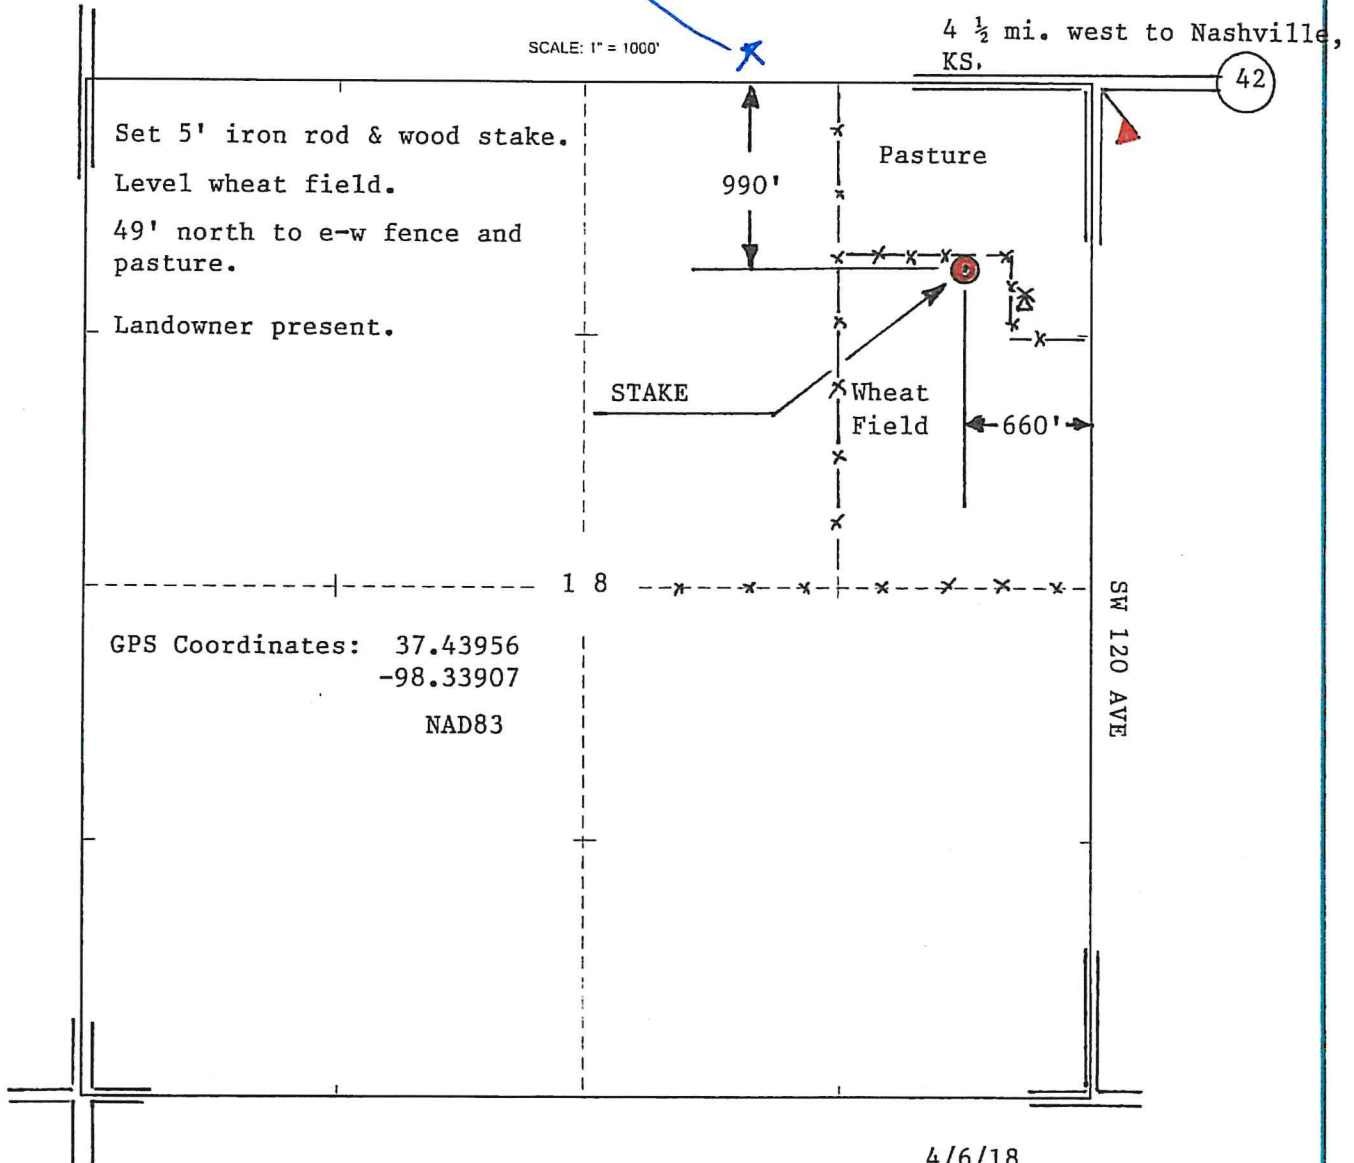 4 ½ mi. west to Nashville,
KS.
SCALE: 1" = 1000'
42
Set 5' iron rod & wood stake.
Level wheat field.
49' north to e-w fence and
pasture.
Landowner present.
990'
Pasture
STAKE
Wheat
Field
660'
1 8
SW 120 AVE
GPS Coordinates: 37.43956
-98.33907
NAD83
4/6/18